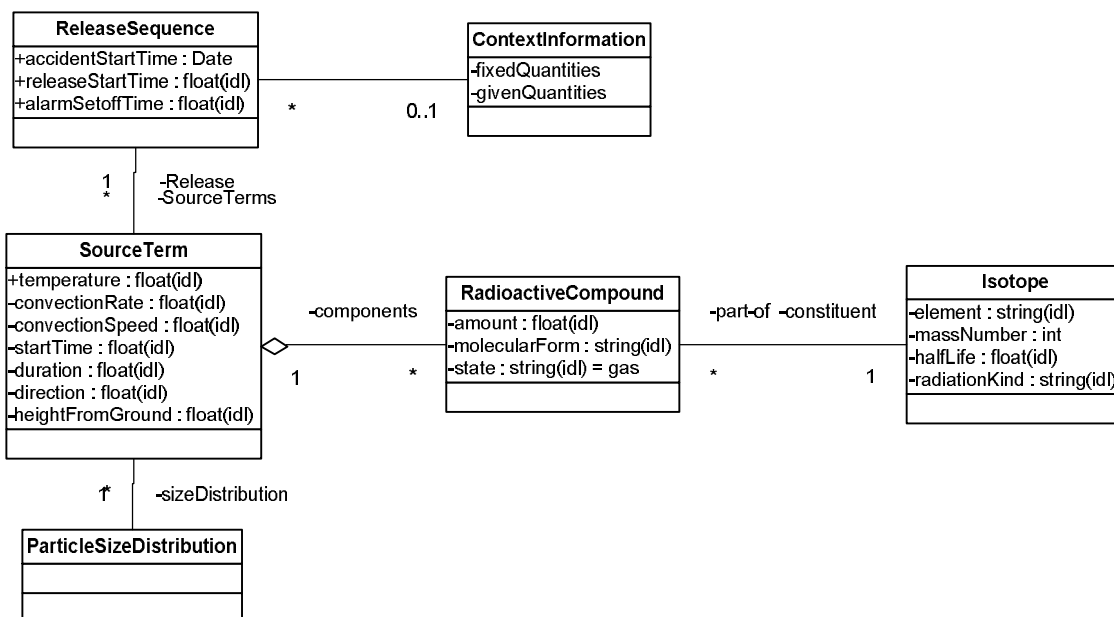 ReleaseSequence
+accidentStartTime : Date
+releaseStartTime : float(idl)
+alarmSetoffTime : float(idl)
ContextInformation
-fixedQuantities
-givenQuantities
*
0..1
1
-Release
*
-SourceTerms
SourceTerm
+temperature : float(idl)
-convectionRate : float(idl)
-convectionSpeed : float(idl)
-startTime : float(idl)
-duration : float(idl)
-direction : float(idl)
-heightFromGround : float(idl)
-components
1
*
RadioactiveCompound
-amount : float(idl)
-molecularForm : string(idl)
-state : string(idl) = gas
-part-of -constituent
*
1
Isotope
-element : string(idl)
-massNumber : int
-halfLife : float(idl)
-radiationKind : string(idl)
1*
-sizeDistribution
ParticleSizeDistribution